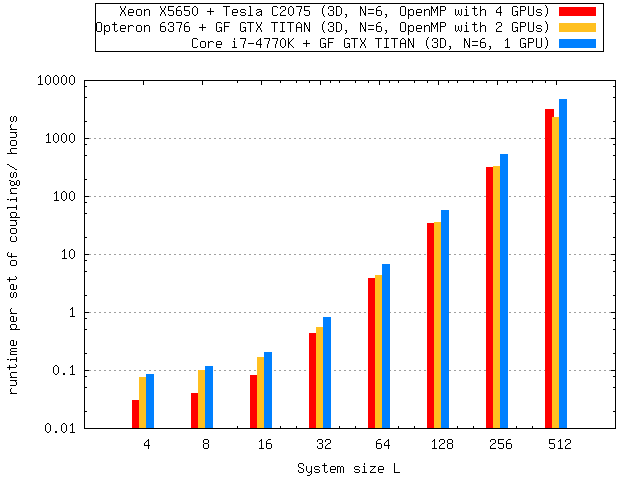 Xeon X5650 + Tesla C2075 (3D, N=6, OpenMP with 4 GPUs)
Opteron 6376 + GF GTX TITAN (3D, N=6, OpenMP with 2 GPUs)
Core i7-4770K + GF GTX TITAN (3D, N=6, 1 GPU)
10000
1000
100
10
1
0.1
0.01
runtime per set of couplings/ hours
4 8 16 32 64 128 256 512
System size L